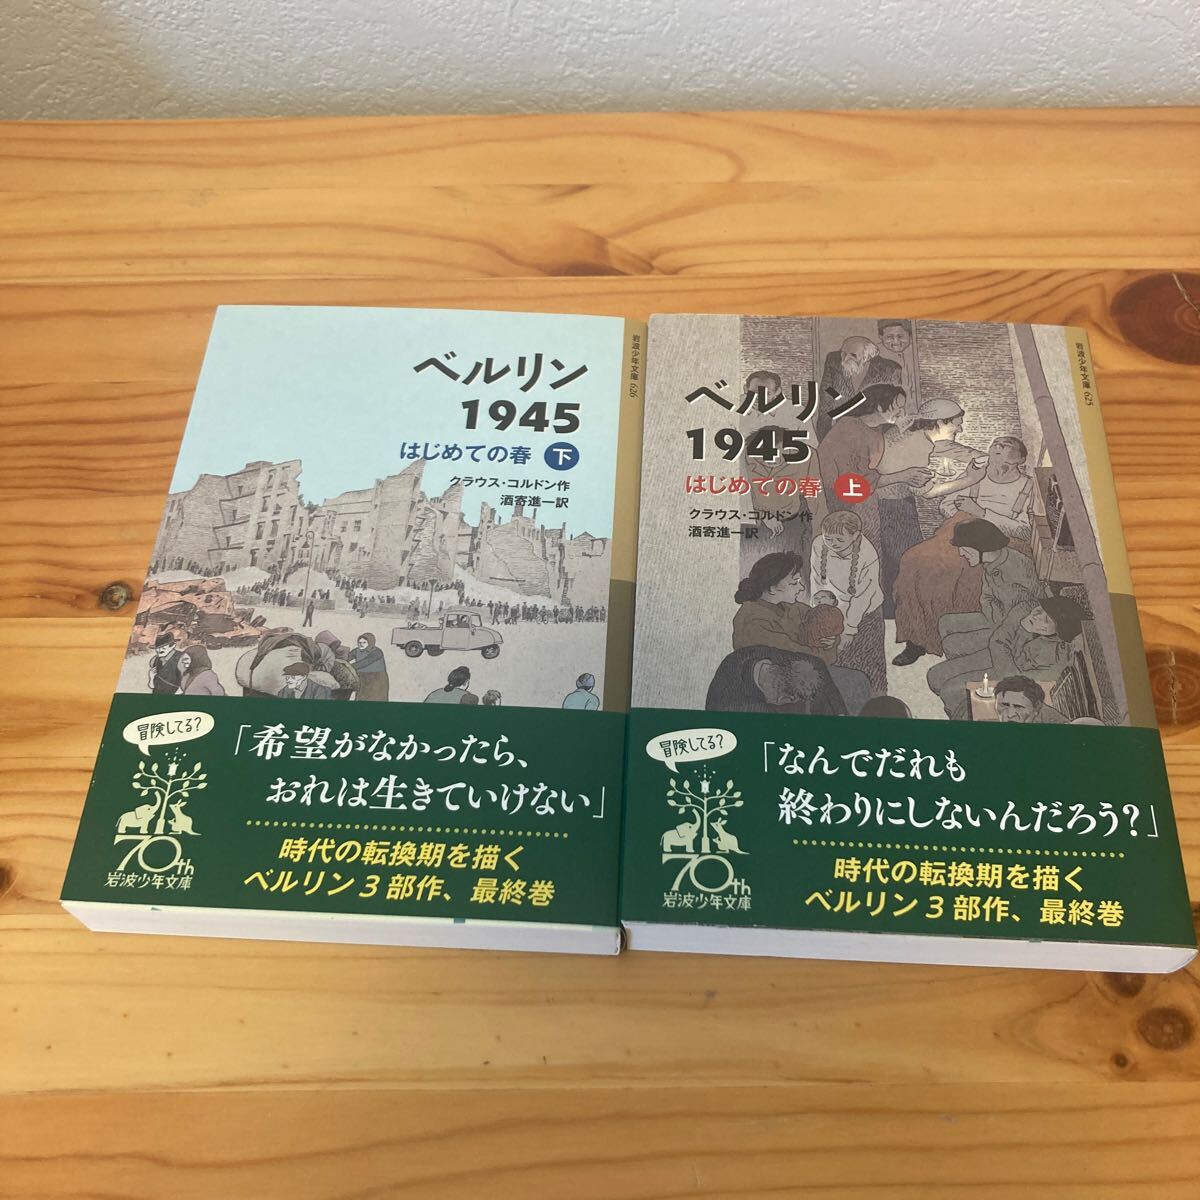 岩波少年文庫 626
ベルリン
1945
はじめての春 下
クラウス・コルドン作
酒寄進一訳
冒険してる?
「希望がなかったら、
おれは生きていけない」
時代の転換期を描く
ベルリン3部作、最終巻
70th
岩波少年文庫
岩波少年文庫 625
ベルリン
1945
はじめての春 上
クラウス・コルドン作
酒寄進一訳
冒険してる?
「なんでだれも
終わりにしないんだろう?」
時代の転換期を描く
ベルリン3部作、最終巻
70th
岩波少年文庫